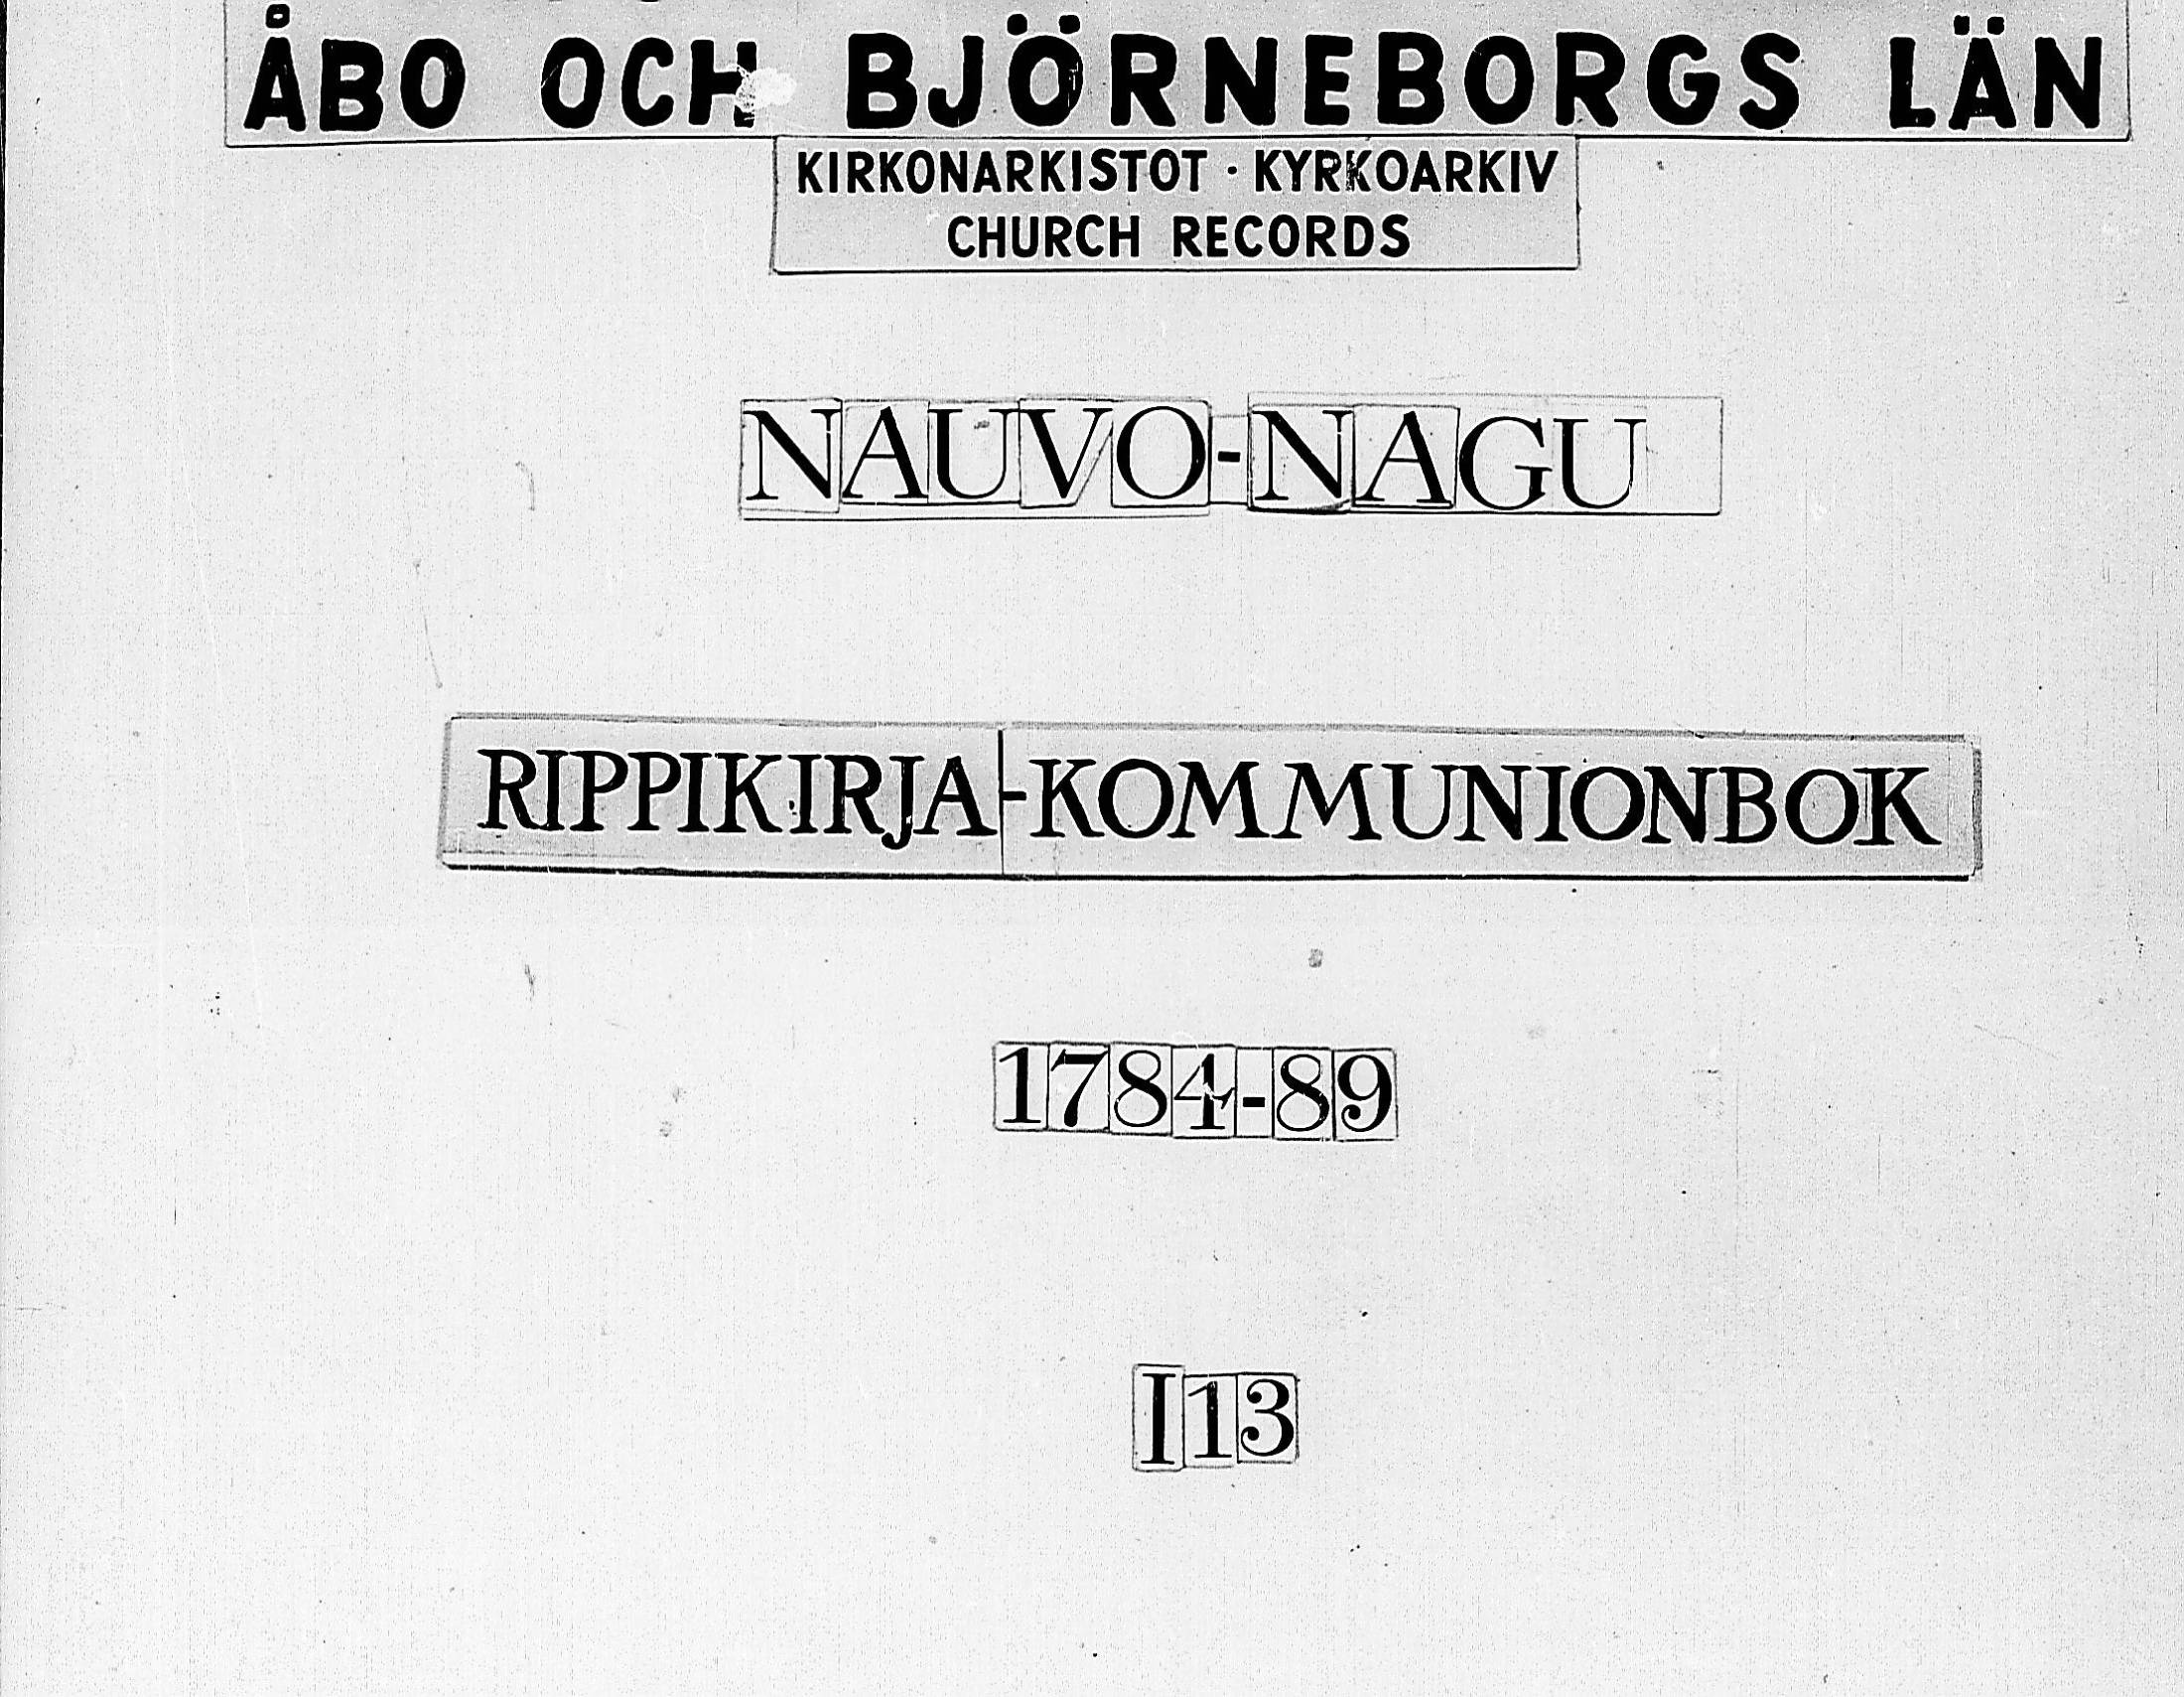 ÅBO OCH BJÖRNEBORGS LÄN
KIRKONARKISTOT · KYRKOARKIV
CHURCH RECORDS
NAUVO-NAGU
RIPPIKIRJA-KOMMUNIONBOK
1784-89
I13